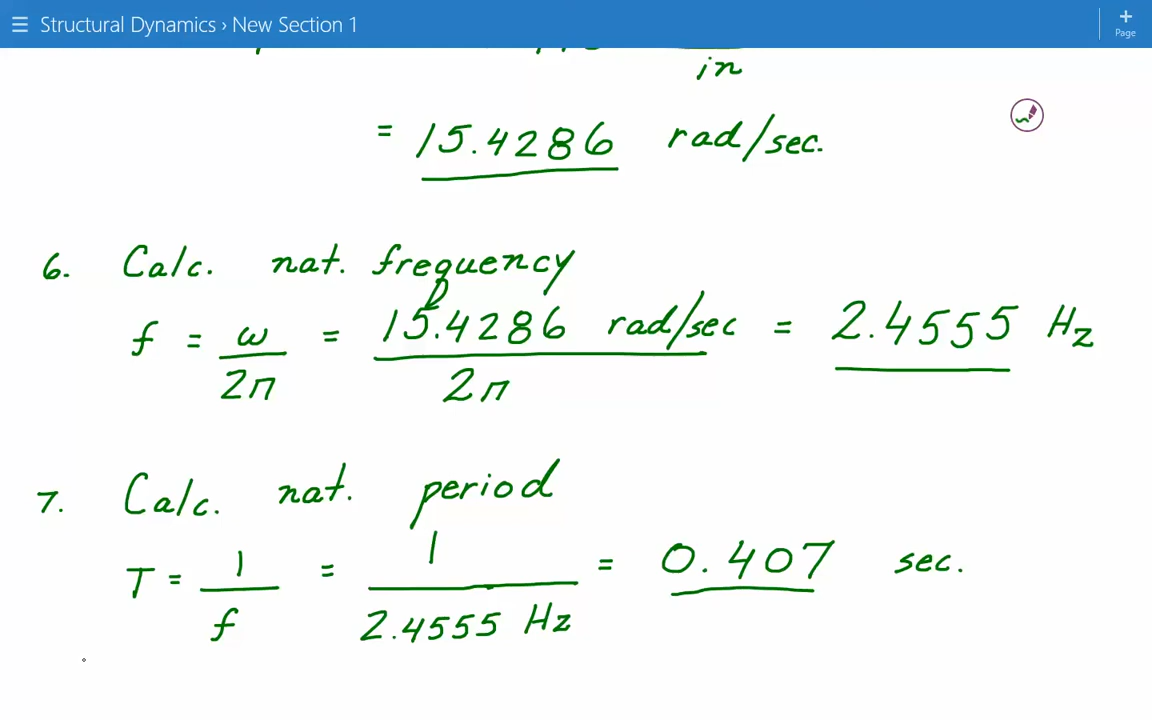 Structural Dynamics › New Section 1
Page
in
= 15.4286 rad/sec.
6. Calc. nat. frequency
f = ω/2π = 15.4286 rad/sec / 2π = 2.4555 Hz
7. Calc. nat. period
T = 1/f = 1/2.4555 Hz = 0.407 sec.